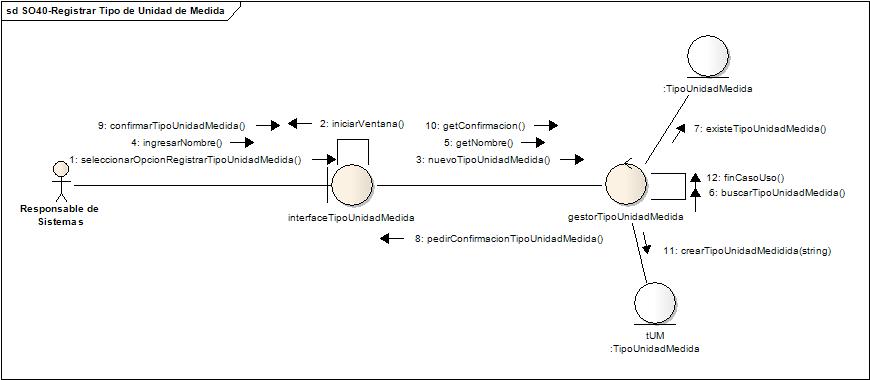 sd SO40-Registrar Tipo de Unidad de Medida
:TipoUnidadMedida
9: confirmarTipoUnidadMedida()
2: iniciarVentana()
10: getConfirmacion()
7: existeTipoUnidadMedida()
4: ingresarNombre()
5: getNombre()
1: seleccionarOpcionRegistrarTipoUnidadMedida()
3: nuevoTipoUnidadMedida()
12: finCasoUso()
6: buscarTipoUnidadMedida()
Responsable de
Sistemas
interfaceTipoUnidadMedida
gestorTipoUnidadMedida
8: pedirConfirmacionTipoUnidadMedida()
11: crearTipoUnidadMedidida(string)
tUM
:TipoUnidadMedida